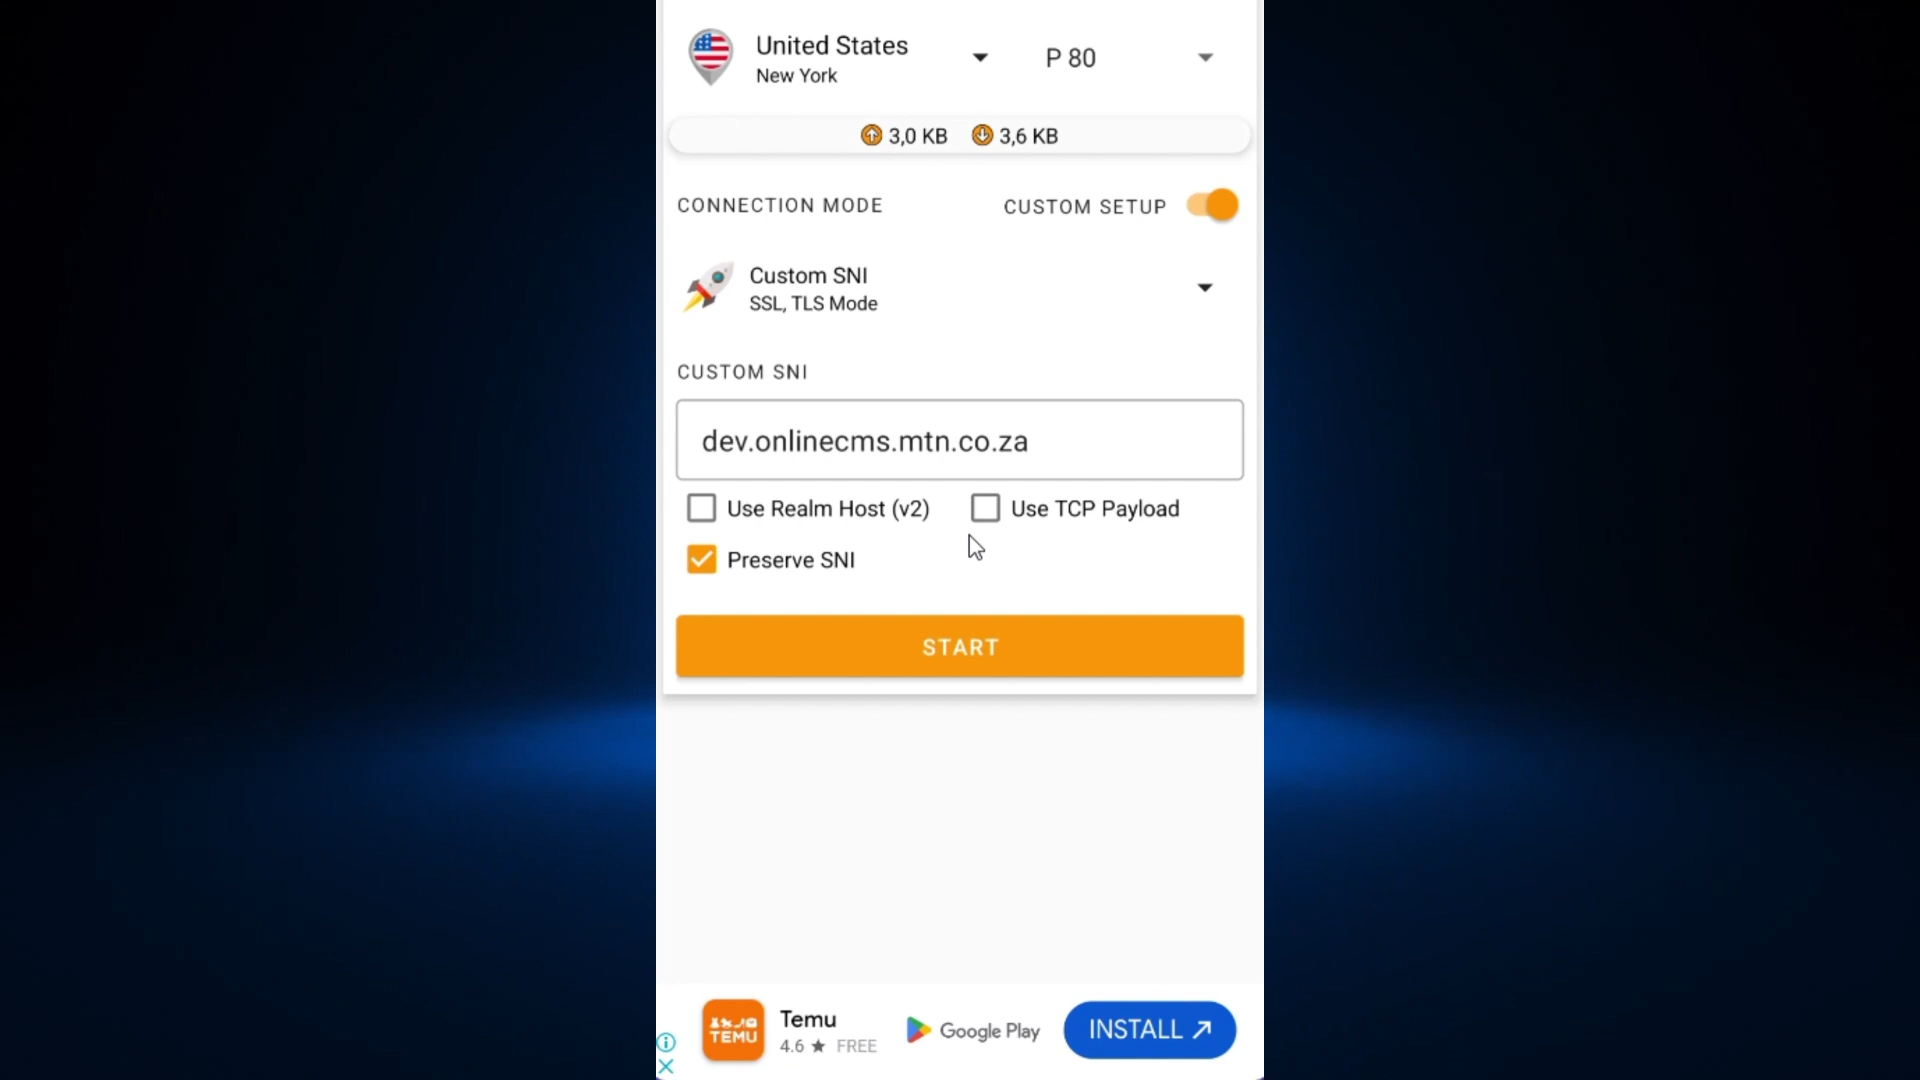 United States
New York
P 80
3,0 KB 3,6 KB
CONNECTION MODE
CUSTOM SETUP
Custom SNI
SSL, TLS Mode
CUSTOM SNI
dev.onlinecms.mtn.co.za
Use Realm Host (v2)
Use TCP Payload
Preserve SNI
START
TEMU
Temu
4.6 ★ FREE
Google Play
INSTALL